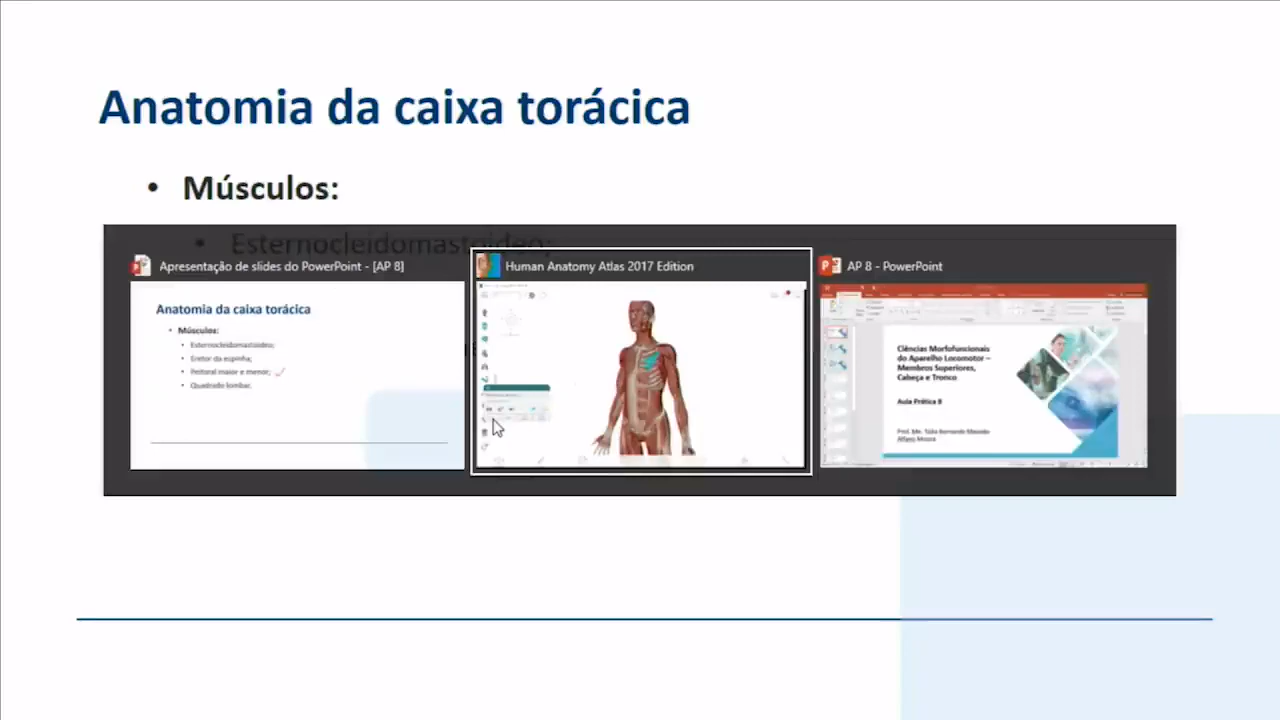 Anatomia da caixa torácica
• Músculos:
• Esternocleidomastoideo;
Apresentação de slides do PowerPoint - [AP 8]
Human Anatomy Atlas 2017 Edition
AP 8 - PowerPoint
Anatomia da caixa torácica
• Músculos:
• Esternocleidomastoideo;
• Eretor da espinha;
• Peitoral maior e menor;
• Quadrado lombar.
Ciências Morfofuncionais
do Aparelho Locomotor –
Membros Superiores,
Cabeça e Tronco
Aula Prática 8